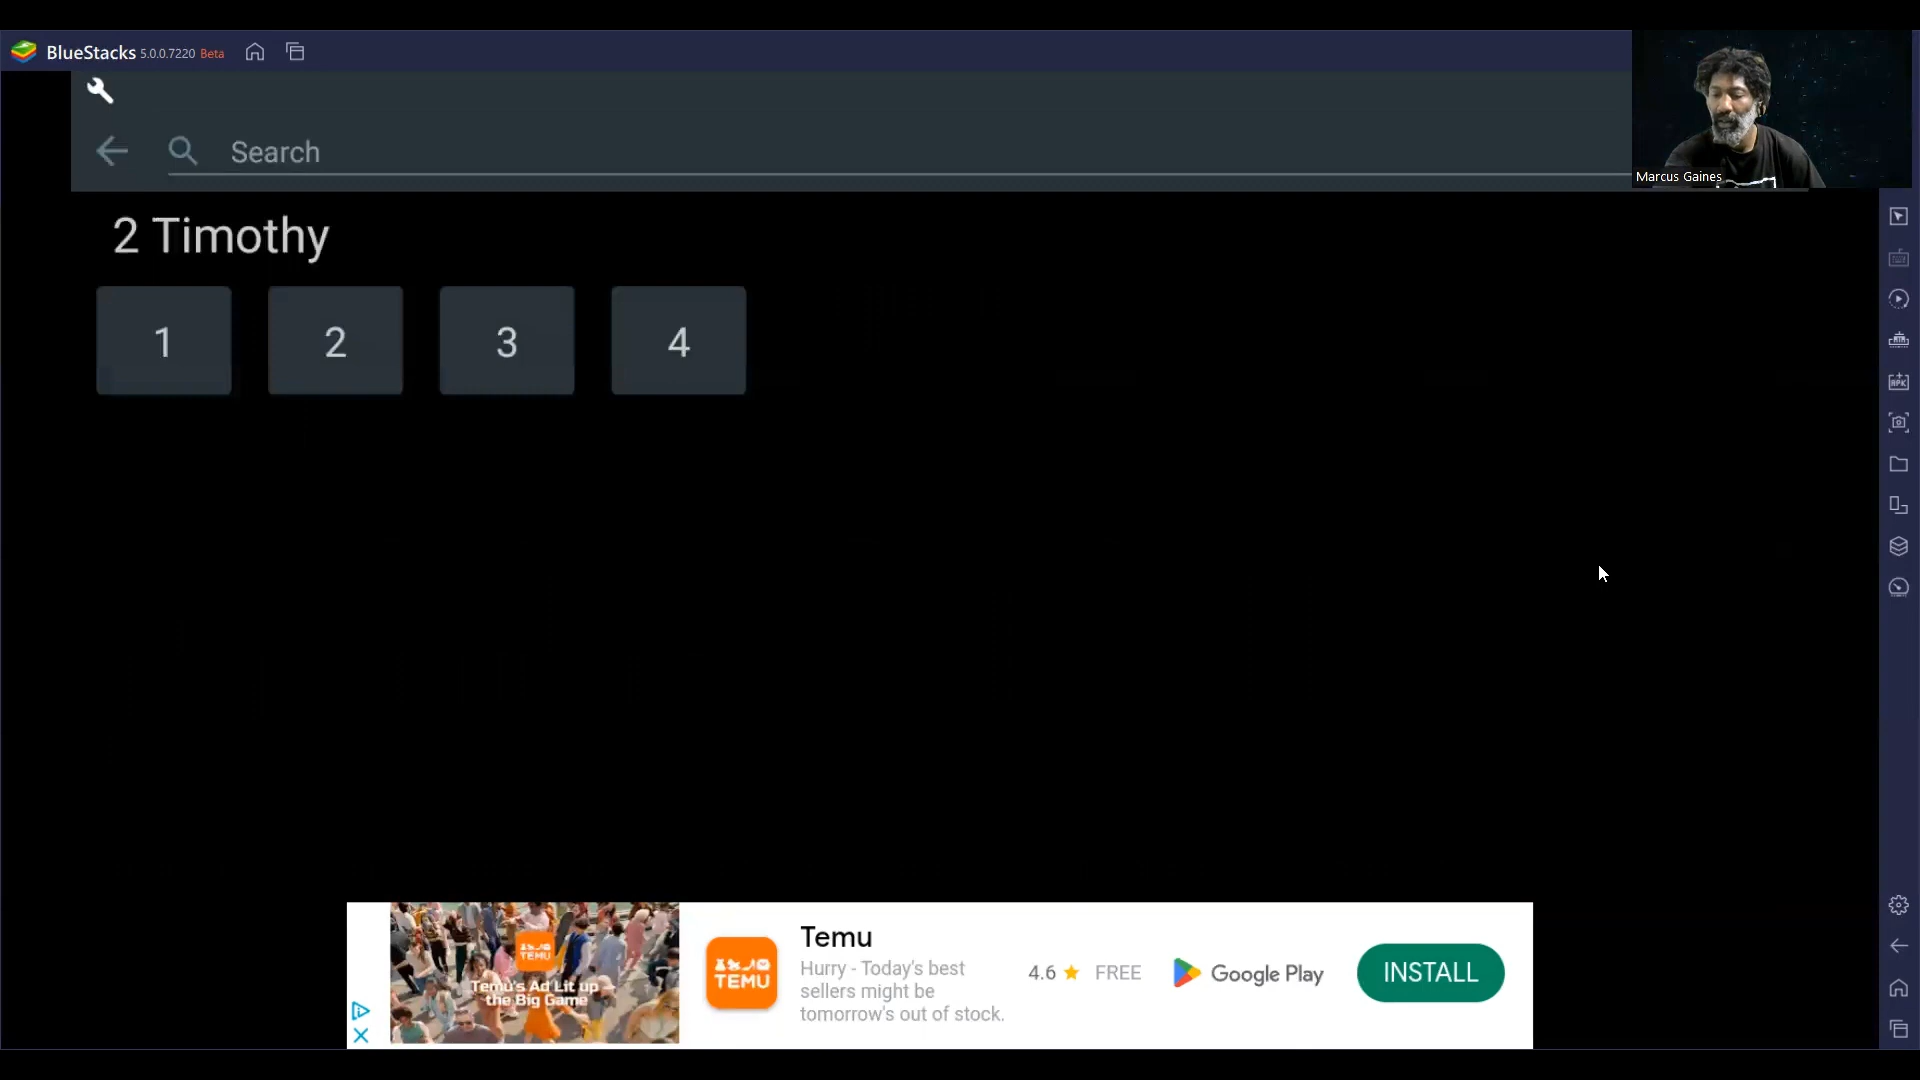 BlueStacks 5.0.0.7220 Beta
Search
Marcus Gaines
2 Timothy
1 2 3 4
TEMU
Temu's Ad Lit up
the Big Game
TEMU
Temu
Hurry - Today's best
sellers might be
tomorrow's out of stock.
4.6 FREE
Google Play
INSTALL